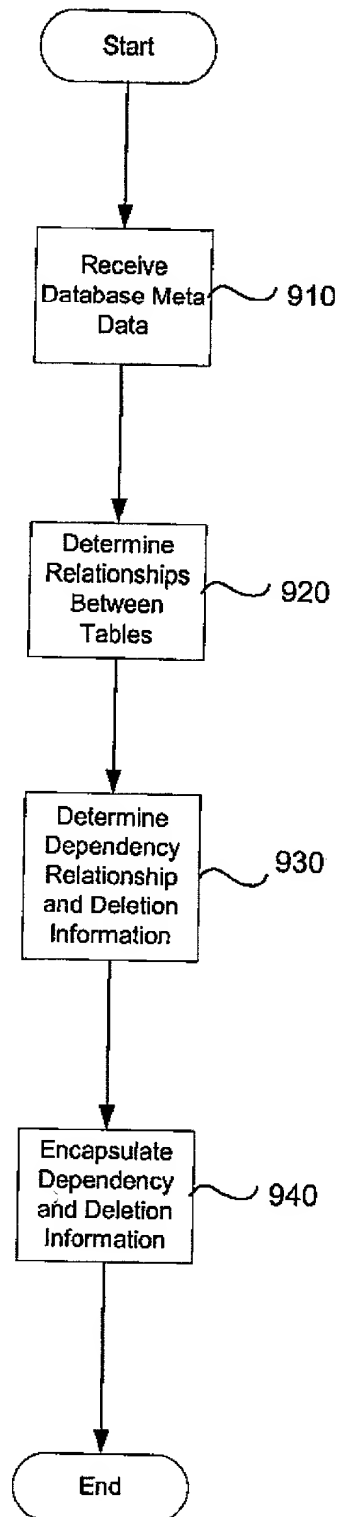 Start
Receive
Database Meta
Data
910
Determine
Relationships
Between
Tables
920
Determine
Dependency
Relationship
and Deletion
Information
930
Encapsulate
Dependency
and Deletion
Information
940
End